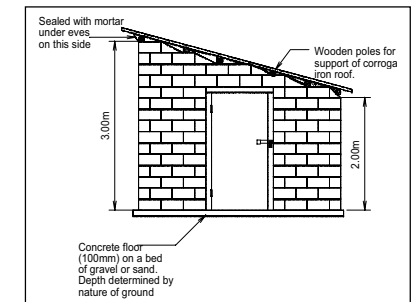 Sealed with mortar
under eves
on this side
Wooden poles for
support of corroga
iron roof.
3.00m
2.00m
Concrete floor
(100mm) on a bed
of gravel or sand.
Depth determined by
nature of ground